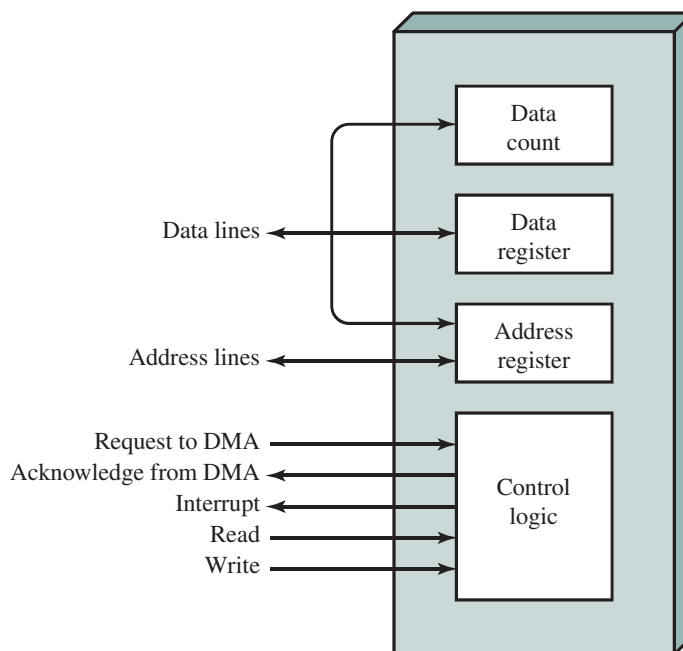 Data
count
Data lines
Data
register
Address lines
Address
register
Request to DMA
Acknowledge from DMA
Interrupt
Read
Write
Control
logic